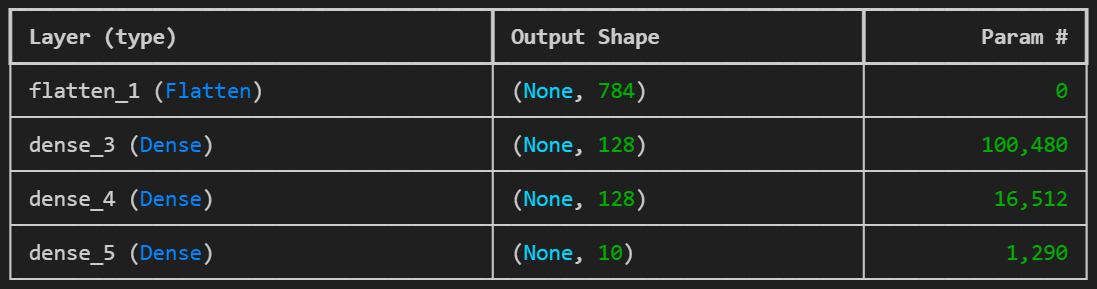 Layer (type) Output Shape Param #
flatten_1 (Flatten) (None, 784) 0
dense_3 (Dense) (None, 128) 100,480
dense_4 (Dense) (None, 128) 16,512
dense_5 (Dense) (None, 10) 1,290